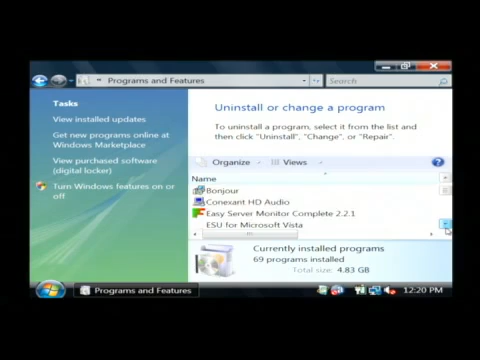 Programs and Features
Search
Tasks
View installed updates
Get new programs online at
Windows Marketplace
View purchased software
(digital locker)
Turn Windows features on or
off
Uninstall or change a program
To uninstall a program, select it from the list and
then click "Uninstall", "Change", or "Repair".
Organize
Views
Name
Bonjour
Conexant HD Audio
Easy Server Monitor Complete 2.2.1
ESU for Microsoft Vista
Currently installed programs
69 programs installed
Total size: 4.83 GB
Programs and Features
12:20 PM